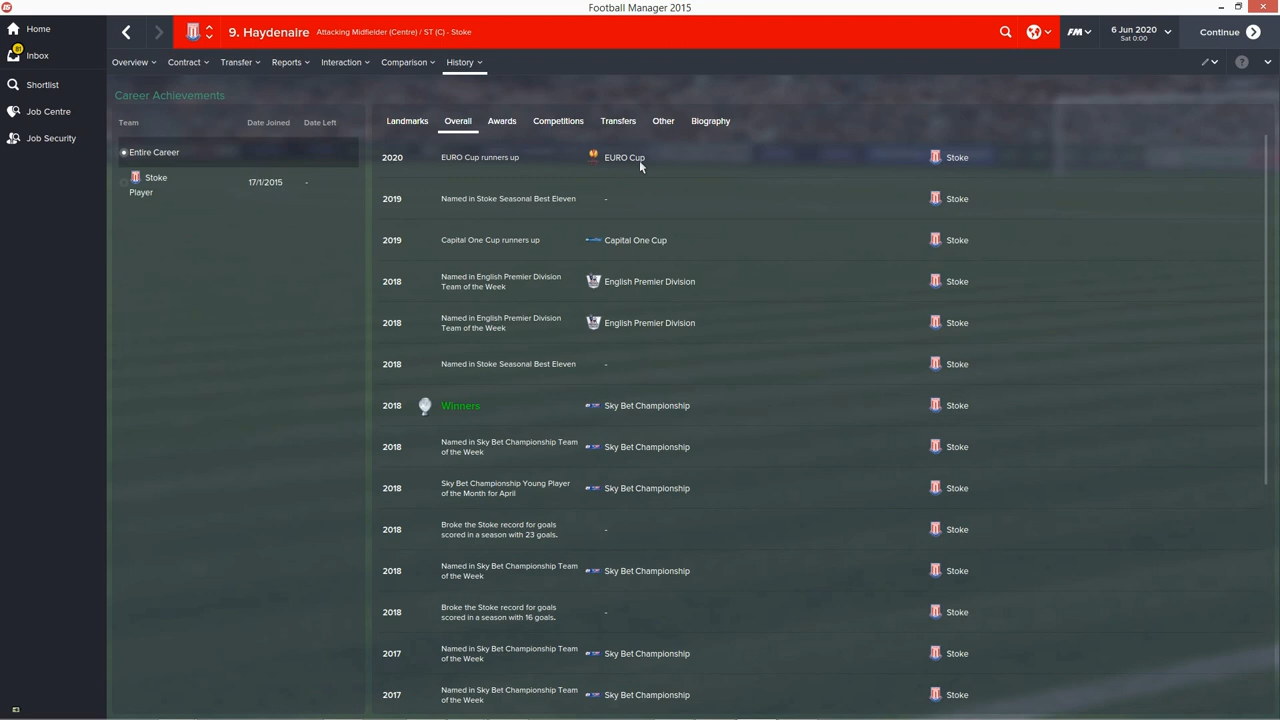 Football Manager 2015
9. Haydenaire Attacking Midfielder (Centre) / ST (C) - Stoke
FM
6 Jun 2020
Sat 0:00
Continue
Home
81
Inbox
Shortlist
Job Centre
Job Security
Overview Contract Transfer Reports Interaction Comparison History
?
Career Achievements
Team Date Joined Date Left
Entire Career
Stoke
Player
17/1/2015 -
Landmarks Overall Awards Competitions Transfers Other Biography
2020 EURO Cup runners up EURO Cup Stoke
2019 Named in Stoke Seasonal Best Eleven - Stoke
2019 Capital One Cup runners up Capital One Cup Stoke
2018 Named in English Premier Division
Team of the Week English Premier Division Stoke
2018 Named in English Premier Division
Team of the Week English Premier Division Stoke
2018 Named in Stoke Seasonal Best Eleven - Stoke
2018 Winners Sky Bet Championship Stoke
2018 Named in Sky Bet Championship Team
of the Week Sky Bet Championship Stoke
2018 Sky Bet Championship Young Player
of the Month for April Sky Bet Championship Stoke
2018 Broke the Stoke record for goals
scored in a season with 23 goals. - Stoke
2018 Named in Sky Bet Championship Team
of the Week Sky Bet Championship Stoke
2018 Broke the Stoke record for goals
scored in a season with 16 goals. - Stoke
2017 Named in Sky Bet Championship Team
of the Week Sky Bet Championship Stoke
2017 Named in Sky Bet Championship Team
of the Week Sky Bet Championship Stoke